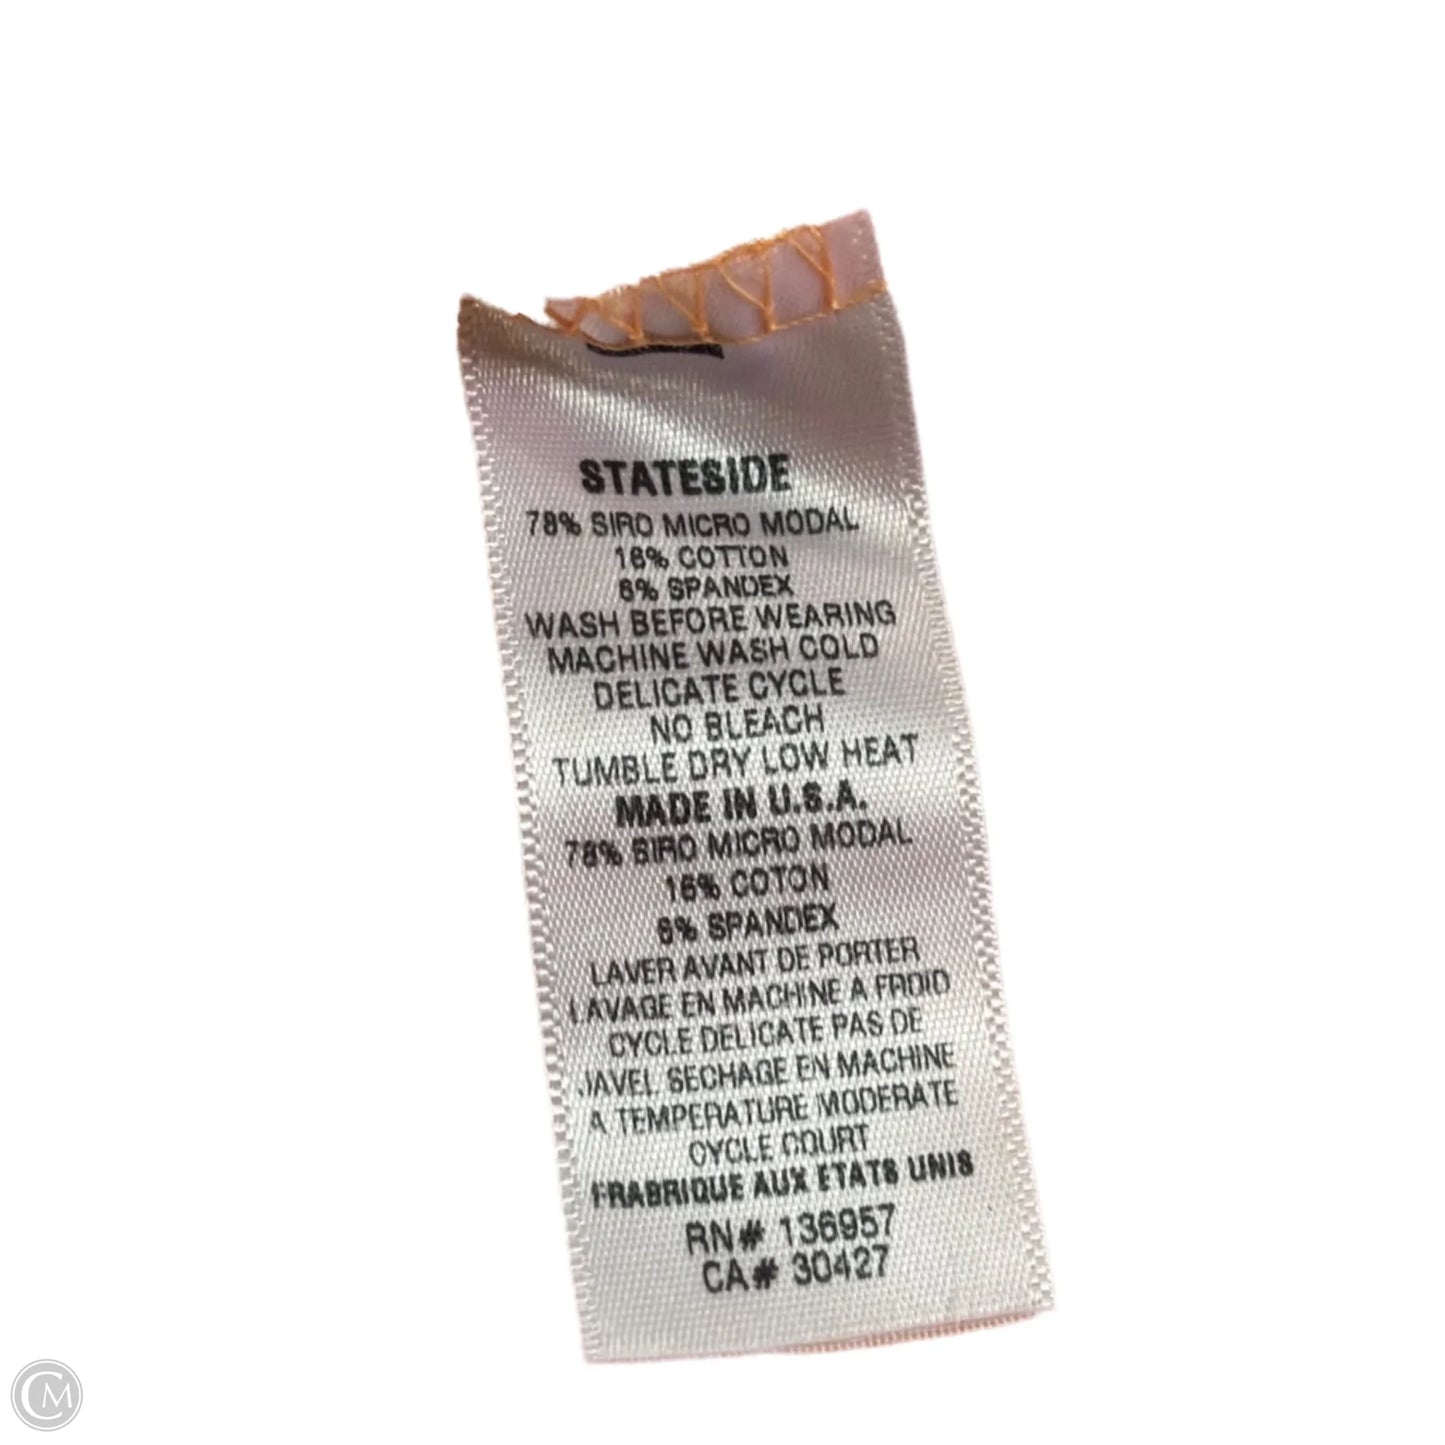 STATESIDE
78% SIRO MICRO MODAL
16% COTTON
6% SPANDEX
WASH BEFORE WEARING
MACHINE WASH COLD
DELICATE CYCLE
NO BLEACH
TUMBLE DRY LOW HEAT
MADE IN U.S.A.
78% SIRO MICRO MODAL
16% COTON
6% SPANDEX
LAVER AVANT DE PORTER
LAVAGE EN MACHINE A FROID
CYCLE DELICATE PAS DE
JAVEL SECHAGE EN MACHINE
A TEMPERATURE MODERATE
CYCLE COURT
FRABRIQUE AUX ETATS UNIS
RN# 136957
CA# 30427
CM